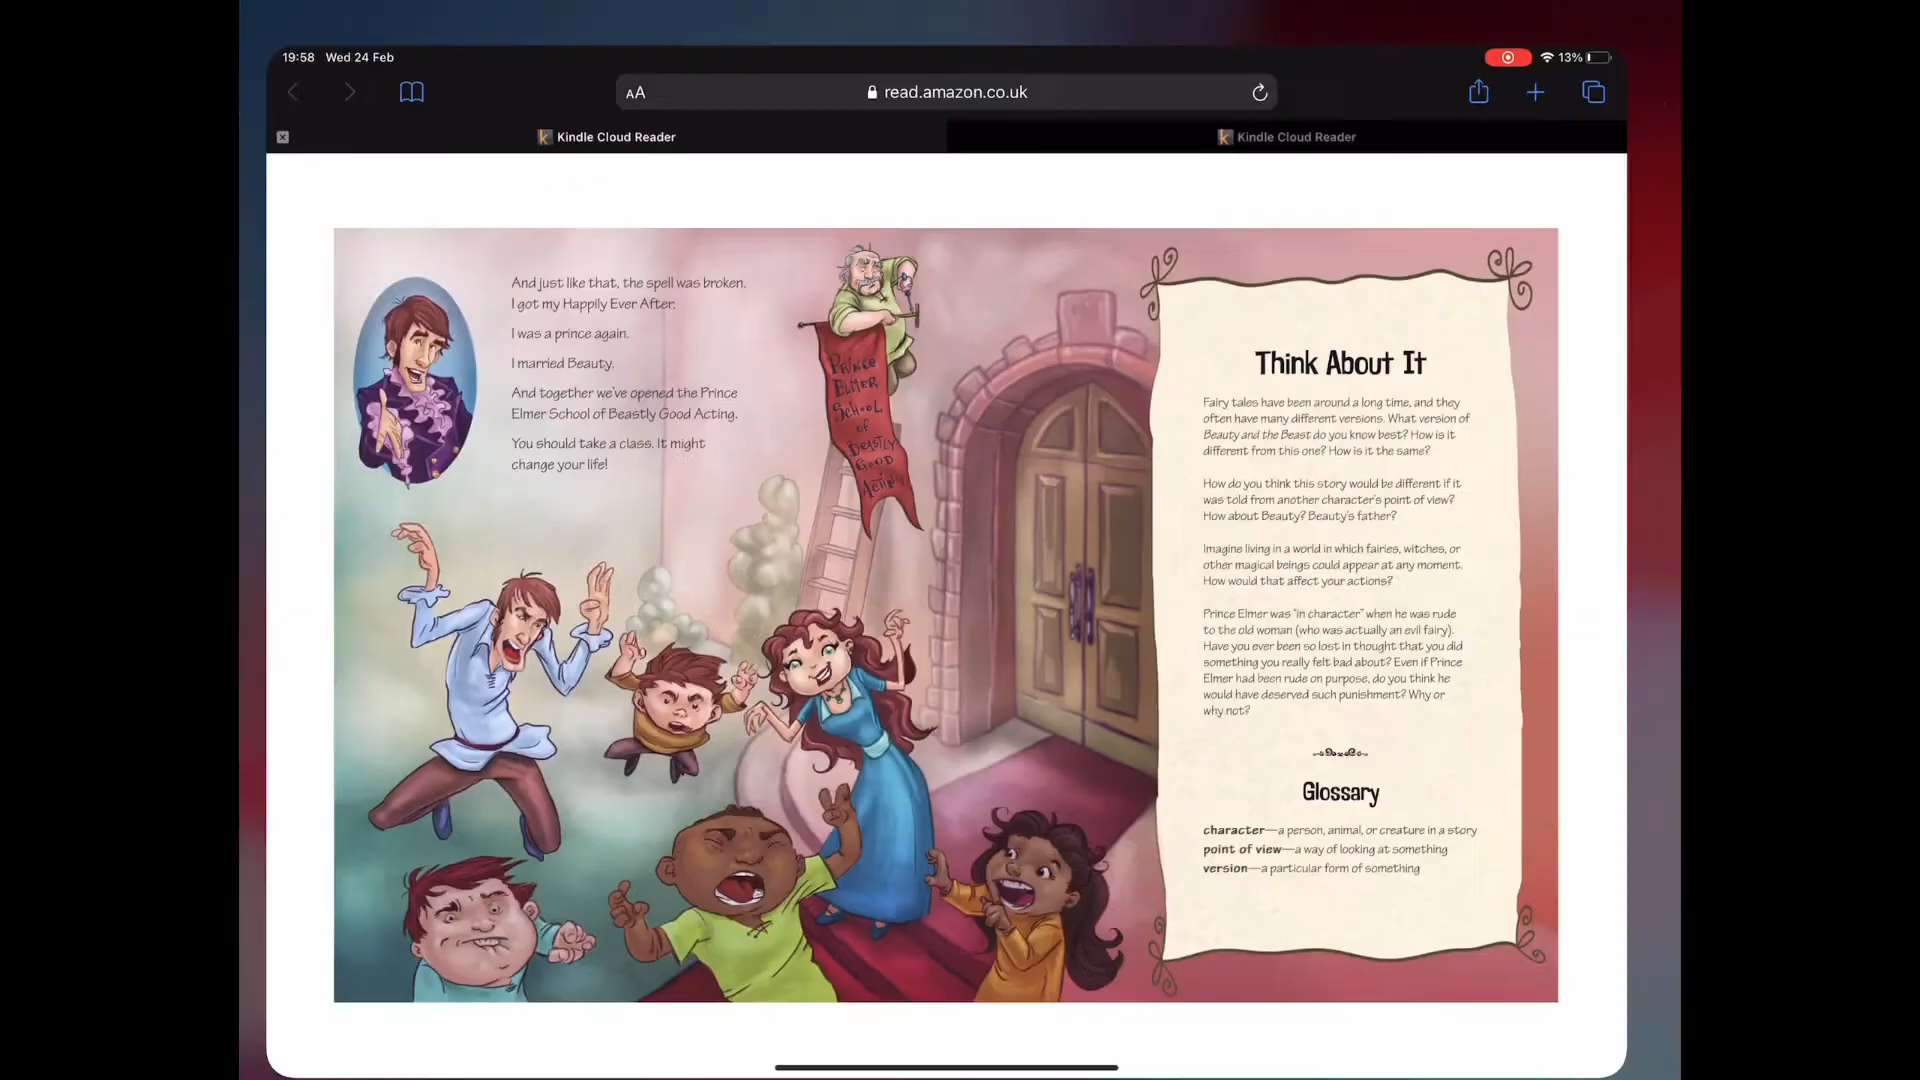 19:58 Wed 24 Feb
13%
AA
read.amazon.co.uk
Kindle Cloud Reader
Kindle Cloud Reader
And just like that, the spell was broken.
I got my Happily Ever After.
I was a prince again.
I married Beauty.
And together we've opened the Prince
Elmer School of Beastly Good Acting.
You should take a class. It might
change your life!
PRINCE
ELMER
SCHOOL
of
BEASTLY
GOOD
ACTING
Think About It
Fairy tales have been around a long time, and they
often have many different versions. What version of
Beauty and the Beast do you know best? How is it
different from this one? How is it the same?
How do you think this story would be different if it
was told from another character's point of view?
How about Beauty? Beauty's father?
Imagine living in a world in which fairies, witches, or
other magical beings could appear at any moment.
How would that affect your actions?
Prince Elmer was "in character" when he was rude
to the old woman (who was actually an evil fairy).
Have you ever been so lost in thought that you did
something you really felt bad about? Even if Prince
Elmer had been rude on purpose, do you think he
would have deserved such punishment? Why or
why not?
Glossary
character—a person, animal, or creature in a story
point of view—a way of looking at something
version—a particular form of something